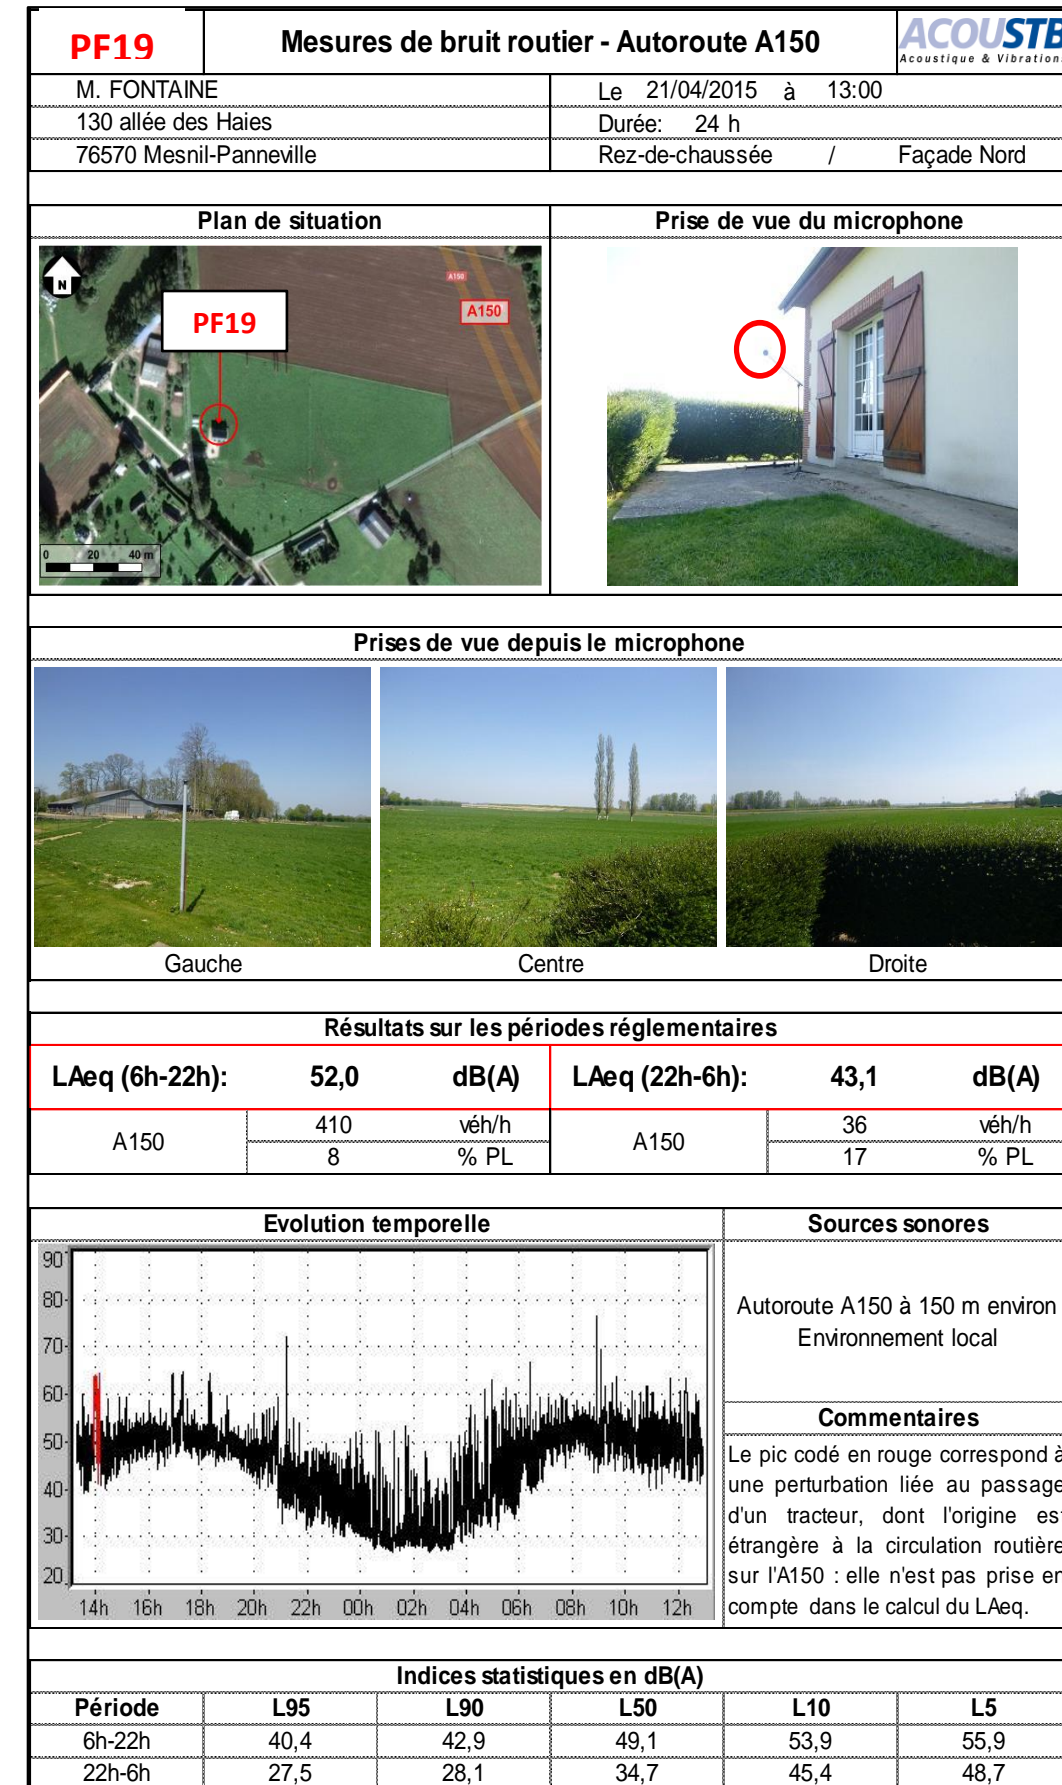 PF19
Mesures de bruit routier - Autoroute A150
ACOUSTB
Acoustique & Vibration
M. FONTAINE
Le 21/04/2015 à 13:00
130 allée des Haies
Durée: 24 h
76570 Mesnil-Panneville
Rez-de-chaussée / Façade Nord
Plan de situation
Prise de vue du microphone
N
A150
A150
PF19
0 20 40 m
Prises de vue depuis le microphone
Gauche
Centre
Droite
Résultats sur les périodes réglementaires
LAeq (6h-22h): 52,0 dB(A) LAeq (22h-6h): 43,1 dB(A)
A150 410 véh/h A150 36 véh/h
8 % PL 17 % PL
Evolution temporelle
90
80
70
60
50
40
30
20
14h 16h 18h 20h 22h 00h 02h 04h 06h 08h 10h 12h
Sources sonores
Autoroute A150 à 150 m environ
Environnement local
Commentaires
Le pic codé en rouge correspond à
une perturbation liée au passage
d'un tracteur, dont l'origine est
étrangère à la circulation routière
sur l'A150 : elle n'est pas prise en
compte dans le calcul du LAeq.
Indices statistiques en dB(A)
Période L95 L90 L50 L10 L5
6h-22h 40,4 42,9 49,1 53,9 55,9
22h-6h 27,5 28,1 34,7 45,4 48,7